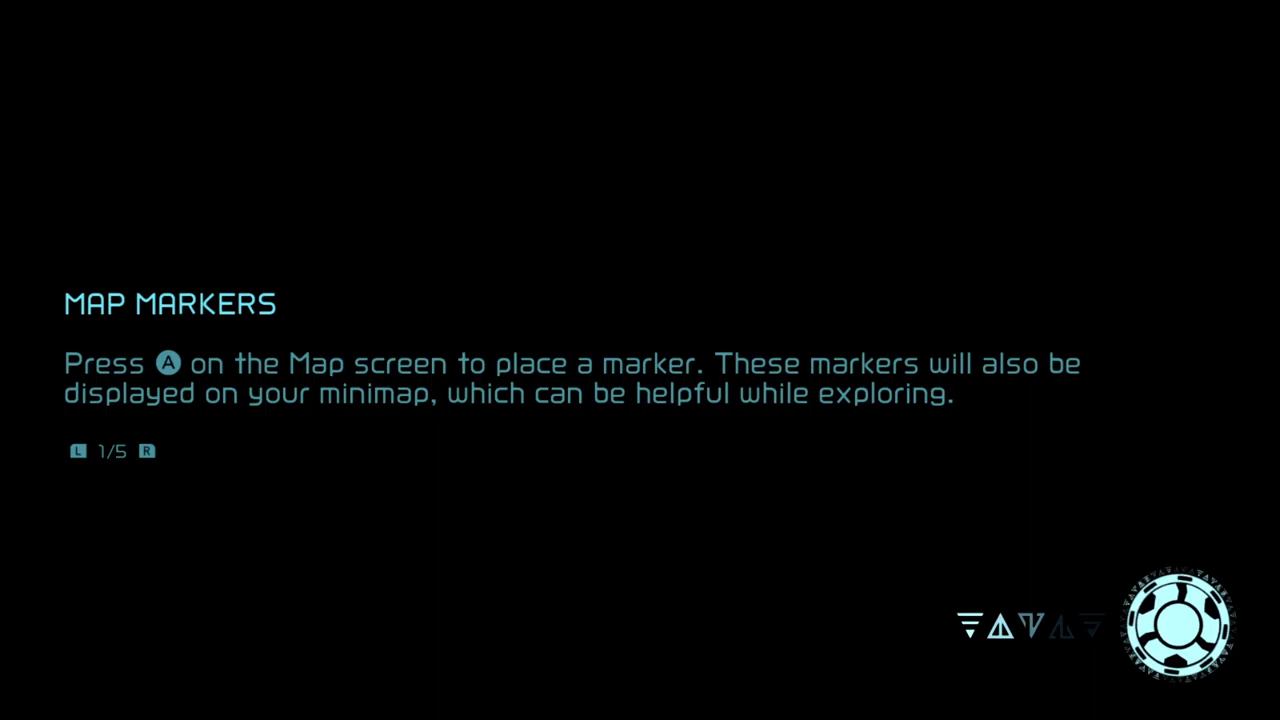 MAP MARKERS
Press A on the Map screen to place a marker. These markers will also be
displayed on your minimap, which can be helpful while exploring.
L 1/5 R